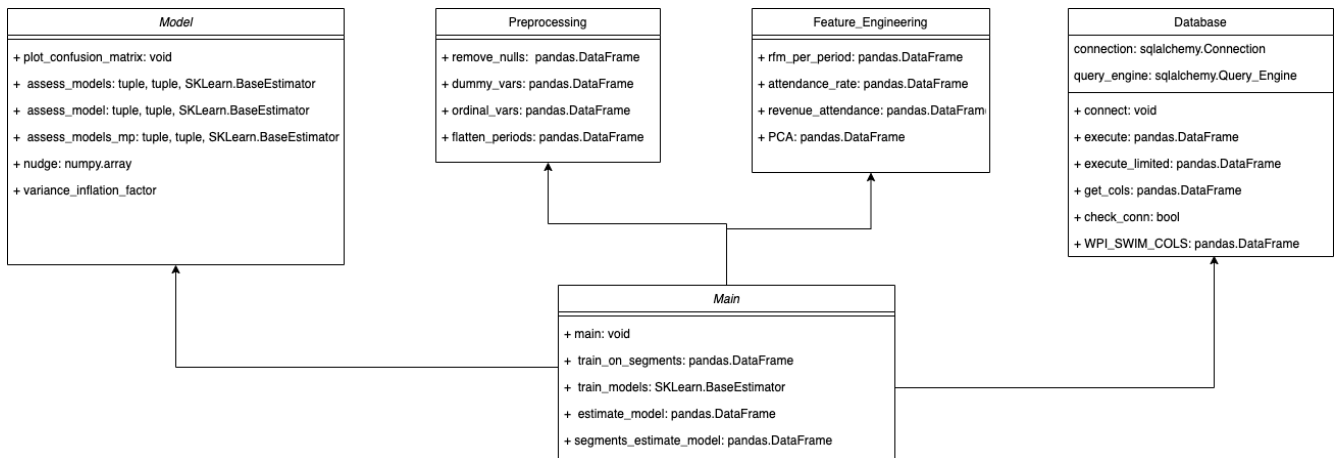 Model
+ plot_confusion_matrix: void
+ assess_models: tuple, tuple, SKLearn.BaseEstimator
+ assess_model: tuple, tuple, SKLearn.BaseEstimator
+ assess_models_mp: tuple, tuple, SKLearn.BaseEstimator
+ nudge: numpy.array
+ variance_inflation_factor
Preprocessing
+ remove_nulls: pandas.DataFrame
+ dummy_vars: pandas.DataFrame
+ ordinal_vars: pandas.DataFrame
+ flatten_periods: pandas.DataFrame
Feature_Engineering
+ rfm_per_period: pandas.DataFrame
+ attendance_rate: pandas.DataFrame
+ revenue_attendance: pandas.DataFrame
+ PCA: pandas.DataFrame
Database
connection: sqlalchemy.Connection
query_engine: sqlalchemy.Query_Engine
+ connect: void
+ execute: pandas.DataFrame
+ execute_limited: pandas.DataFrame
+ get_cols: pandas.DataFrame
+ check_conn: bool
+ WPI_SWIM_COLS: pandas.DataFrame
Main
+ main: void
+ train_on_segments: pandas.DataFrame
+ train_models: SKLearn.BaseEstimator
+ estimate_model: pandas.DataFrame
+ segments_estimate_model: pandas.DataFrame